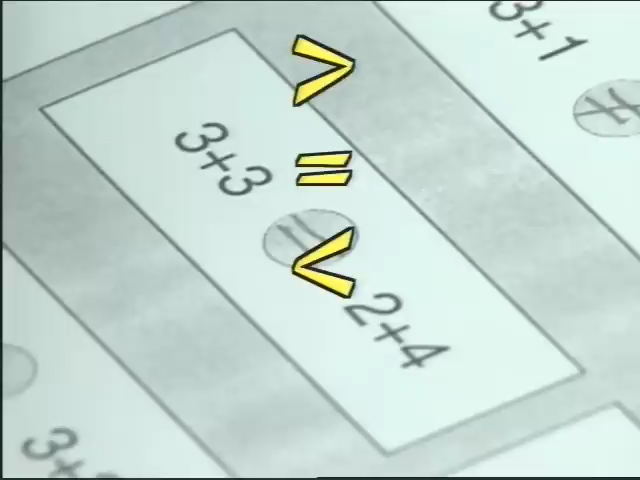 >
=
<
3+3 = 2+4
3+1 ≠